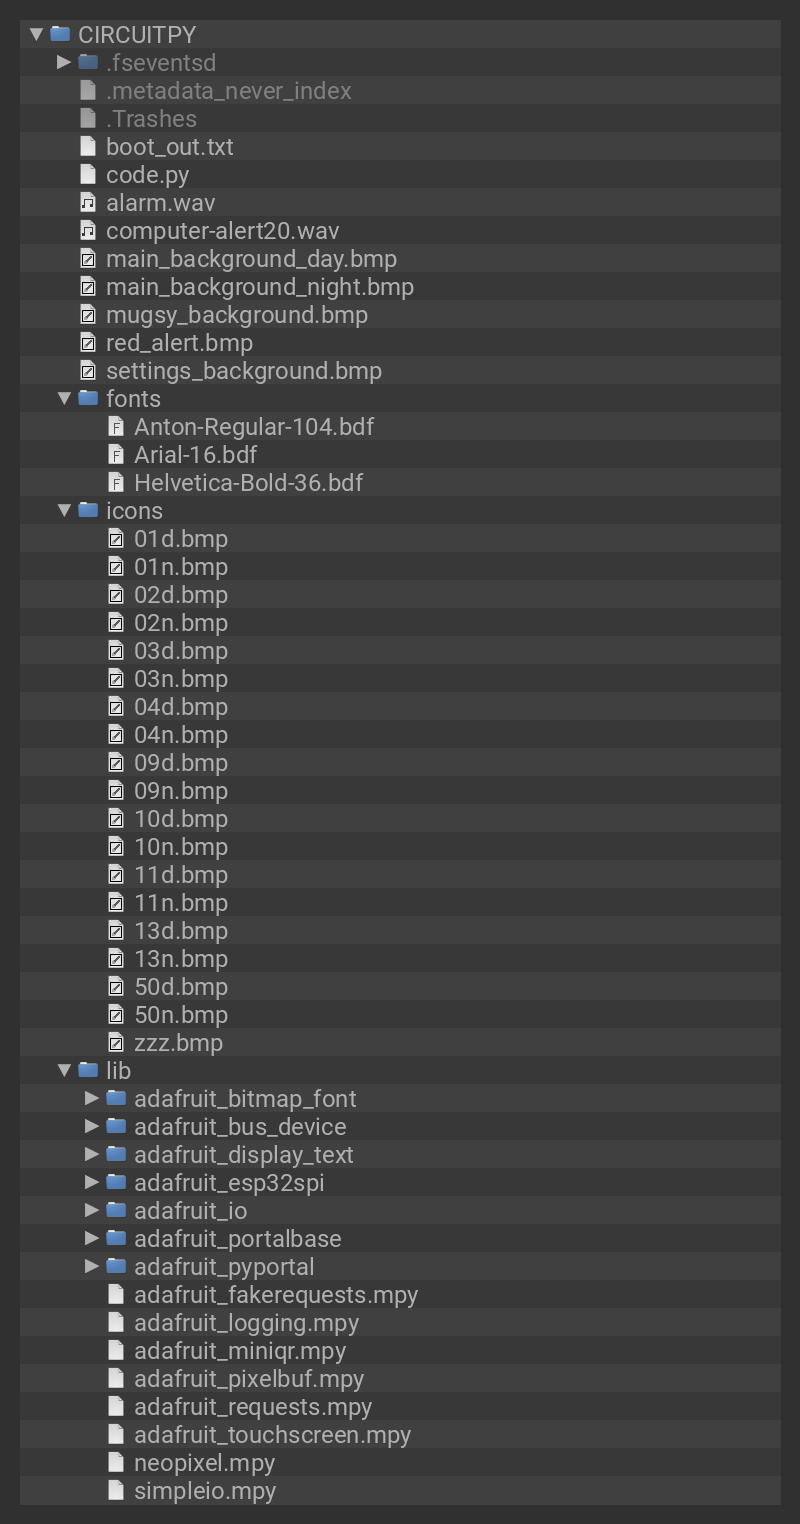 CIRCUITPY
.fseventsd
.metadata_never_index
.Trashes
boot_out.txt
code.py
alarm.wav
computer-alert20.wav
main_background_day.bmp
main_background_night.bmp
mugsy_background.bmp
red_alert.bmp
settings_background.bmp
fonts
Anton-Regular-104.bdf
Arial-16.bdf
Helvetica-Bold-36.bdf
icons
01d.bmp
01n.bmp
02d.bmp
02n.bmp
03d.bmp
03n.bmp
04d.bmp
04n.bmp
09d.bmp
09n.bmp
10d.bmp
10n.bmp
11d.bmp
11n.bmp
13d.bmp
13n.bmp
50d.bmp
50n.bmp
zzz.bmp
lib
adafruit_bitmap_font
adafruit_bus_device
adafruit_display_text
adafruit_esp32spi
adafruit_io
adafruit_portalbase
adafruit_pyportal
adafruit_fakerequests.mpy
adafruit_logging.mpy
adafruit_miniqr.mpy
adafruit_pixelbuf.mpy
adafruit_requests.mpy
adafruit_touchscreen.mpy
neopixel.mpy
simpleio.mpy